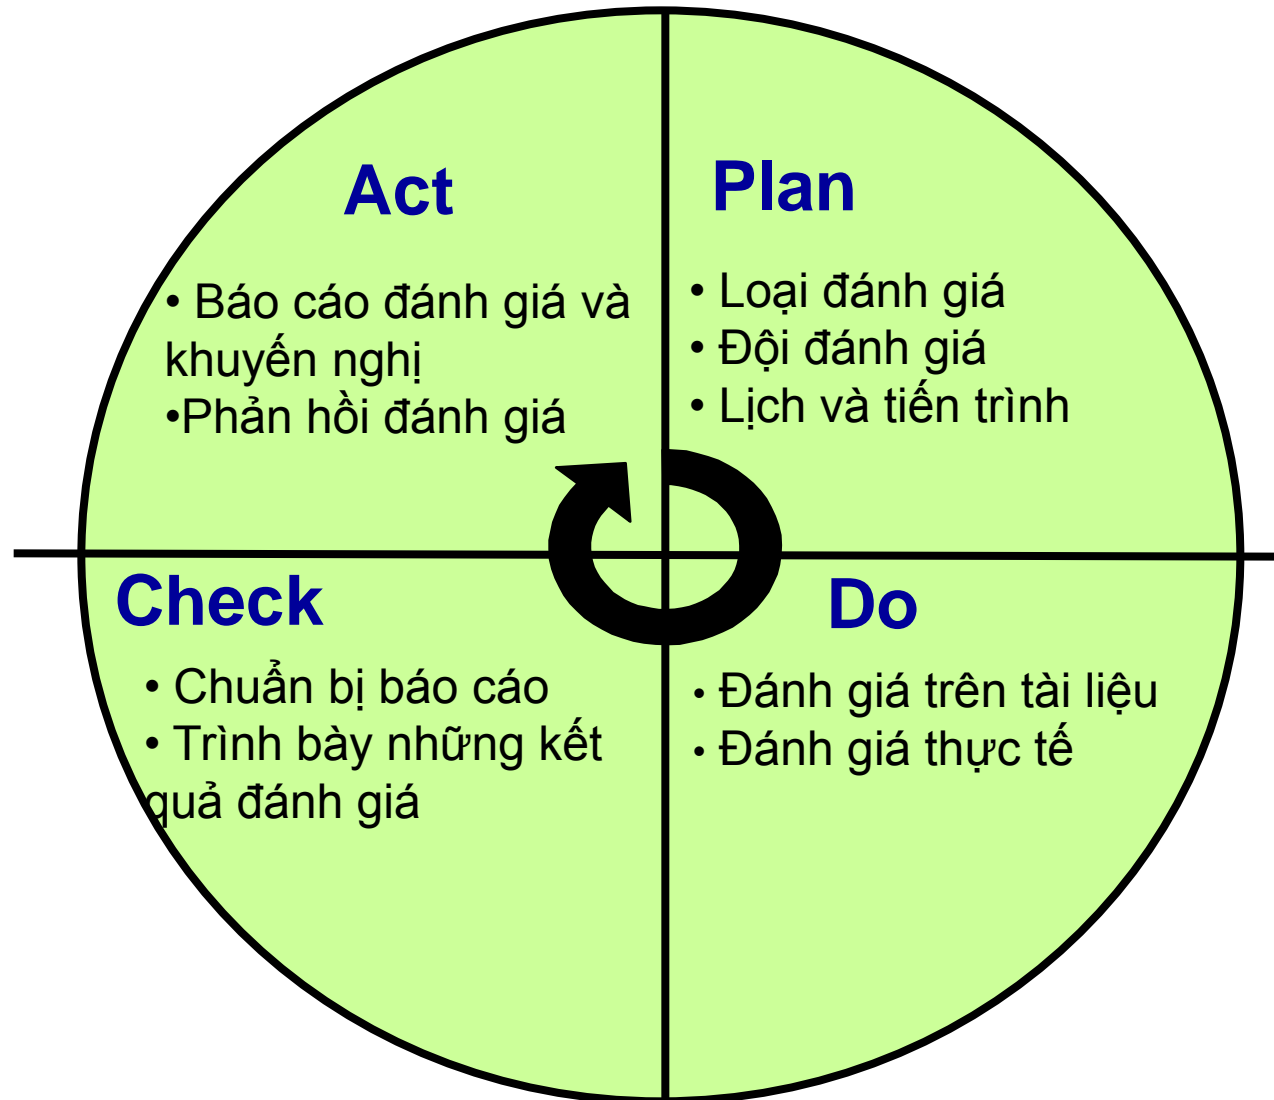 Act
• Báo cáo đánh giá và
khuyến nghị
•Phản hồi đánh giá
Plan
• Loại đánh giá
• Đội đánh giá
• Lịch và tiến trình
Check
• Chuẩn bị báo cáo
• Trình bày những kết
quả đánh giá
Do
• Đánh giá trên tài liệu
• Đánh giá thực tế